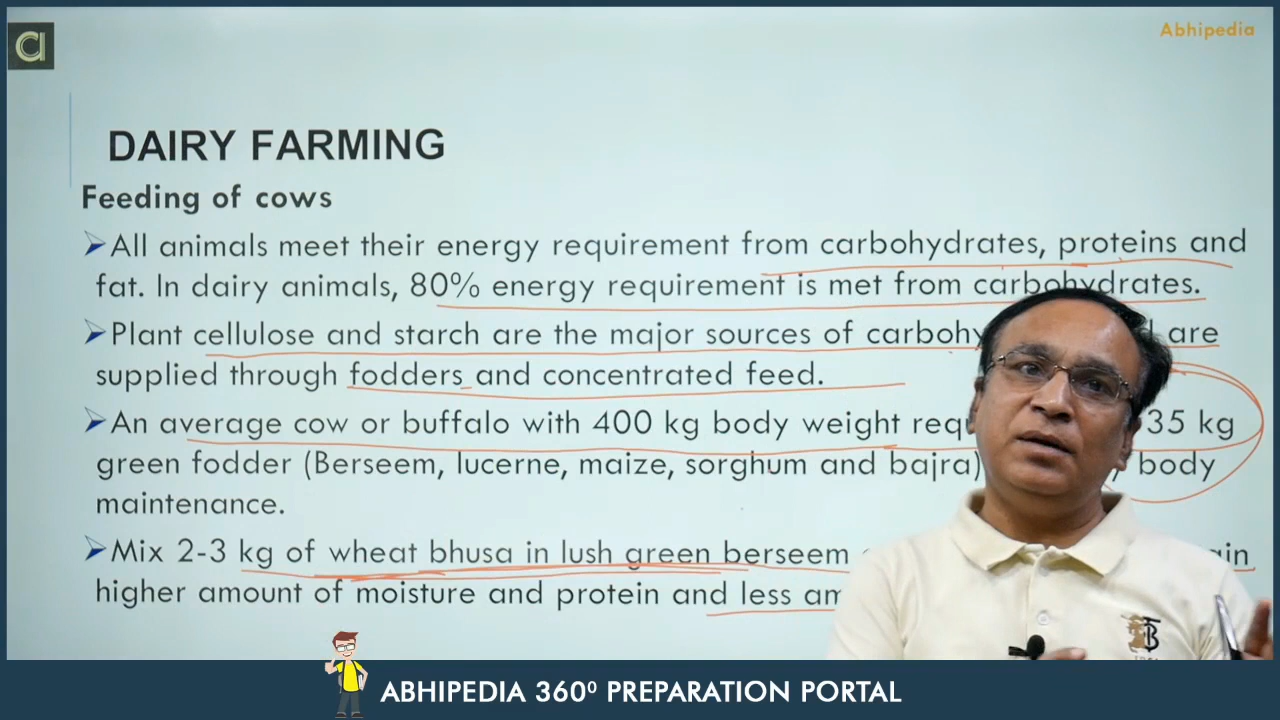 Abhipedia
DAIRY FARMING
Feeding of cows
➢All animals meet their energy requirement from carbohydrates, proteins and
fat. In dairy animals, 80% energy requirement is met from carbohydrates.
➢Plant cellulose and starch are the major sources of are
supplied through fodders and concentrated feed.
➢An average cow or buffalo with 400 kg body weight 35 kg
green fodder (Berseem, lucerne, maize, sorghum and bajra) body
maintenance.
➢Mix 2-3 kg of wheat bhusa in lush green berseem
higher amount of moisture and protein and less
ABHIPEDIA 360⁰ PREPARATION PORTAL